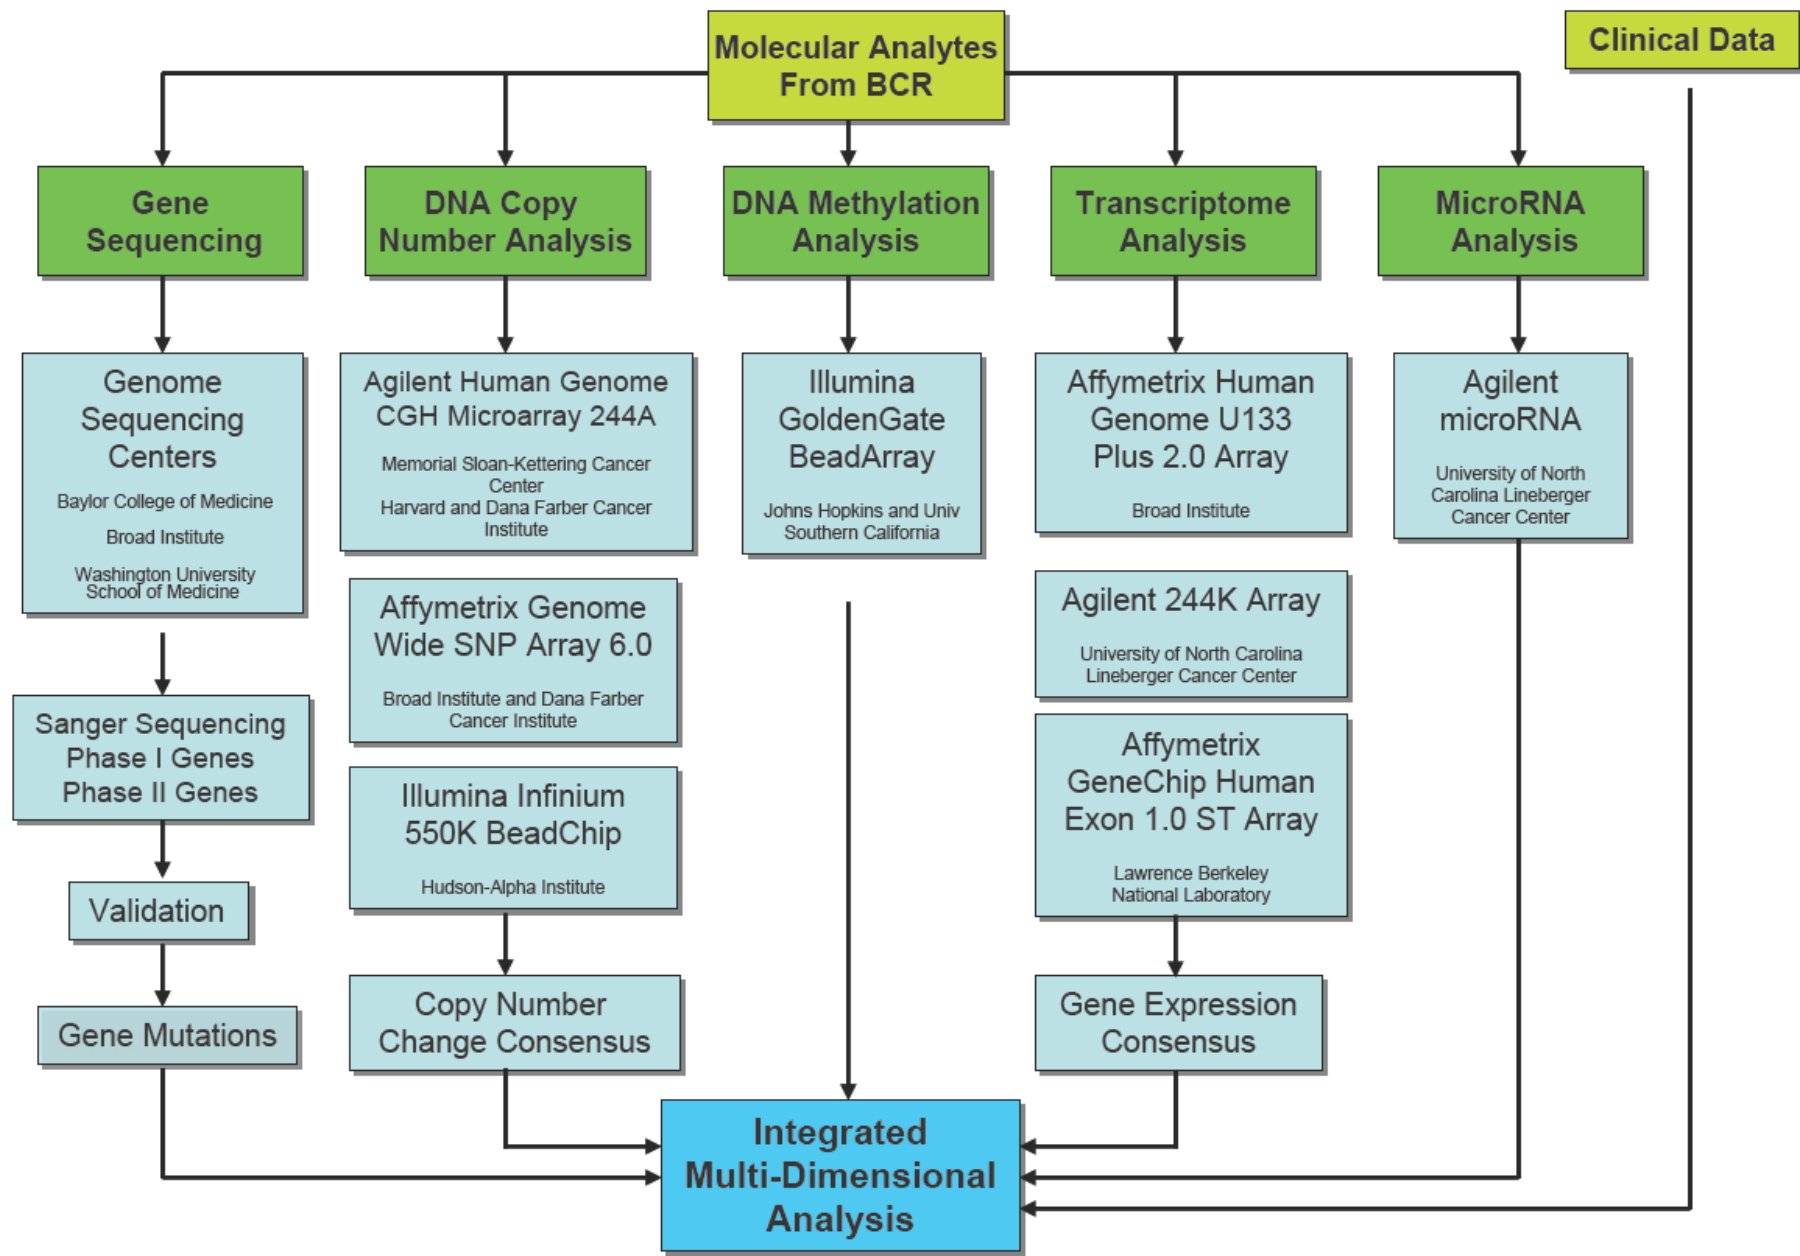 Molecular Analytes
From BCR
Clinical Data
Gene
Sequencing
DNA Copy
Number Analysis
DNA Methylation
Analysis
Transcriptome
Analysis
MicroRNA
Analysis
Genome
Sequencing
Centers
Baylor College of Medicine
Broad Institute
Washington University
School of Medicine
Sanger Sequencing
Phase I Genes
Phase II Genes
Validation
Gene Mutations
Agilent Human Genome
CGH Microarray 244A
Memorial Sloan-Kettering Cancer
Center
Harvard and Dana Farber Cancer
Institute
Affymetrix Genome
Wide SNP Array 6.0
Broad Institute and Dana Farber
Cancer Institute
Illumina Infinium
550K BeadChip
Hudson-Alpha Institute
Copy Number
Change Consensus
Illumina
GoldenGate
BeadArray
Johns Hopkins and Univ
Southern California
Affymetrix Human
Genome U133
Plus 2.0 Array
Broad Institute
Agilent 244K Array
University of North Carolina
Lineberger Cancer Center
Affymetrix
GeneChip Human
Exon 1.0 ST Array
Lawrence Berkeley
National Laboratory
Gene Expression
Consensus
Agilent
microRNA
University of North
Carolina Lineberger
Cancer Center
Integrated
Multi-Dimensional
Analysis